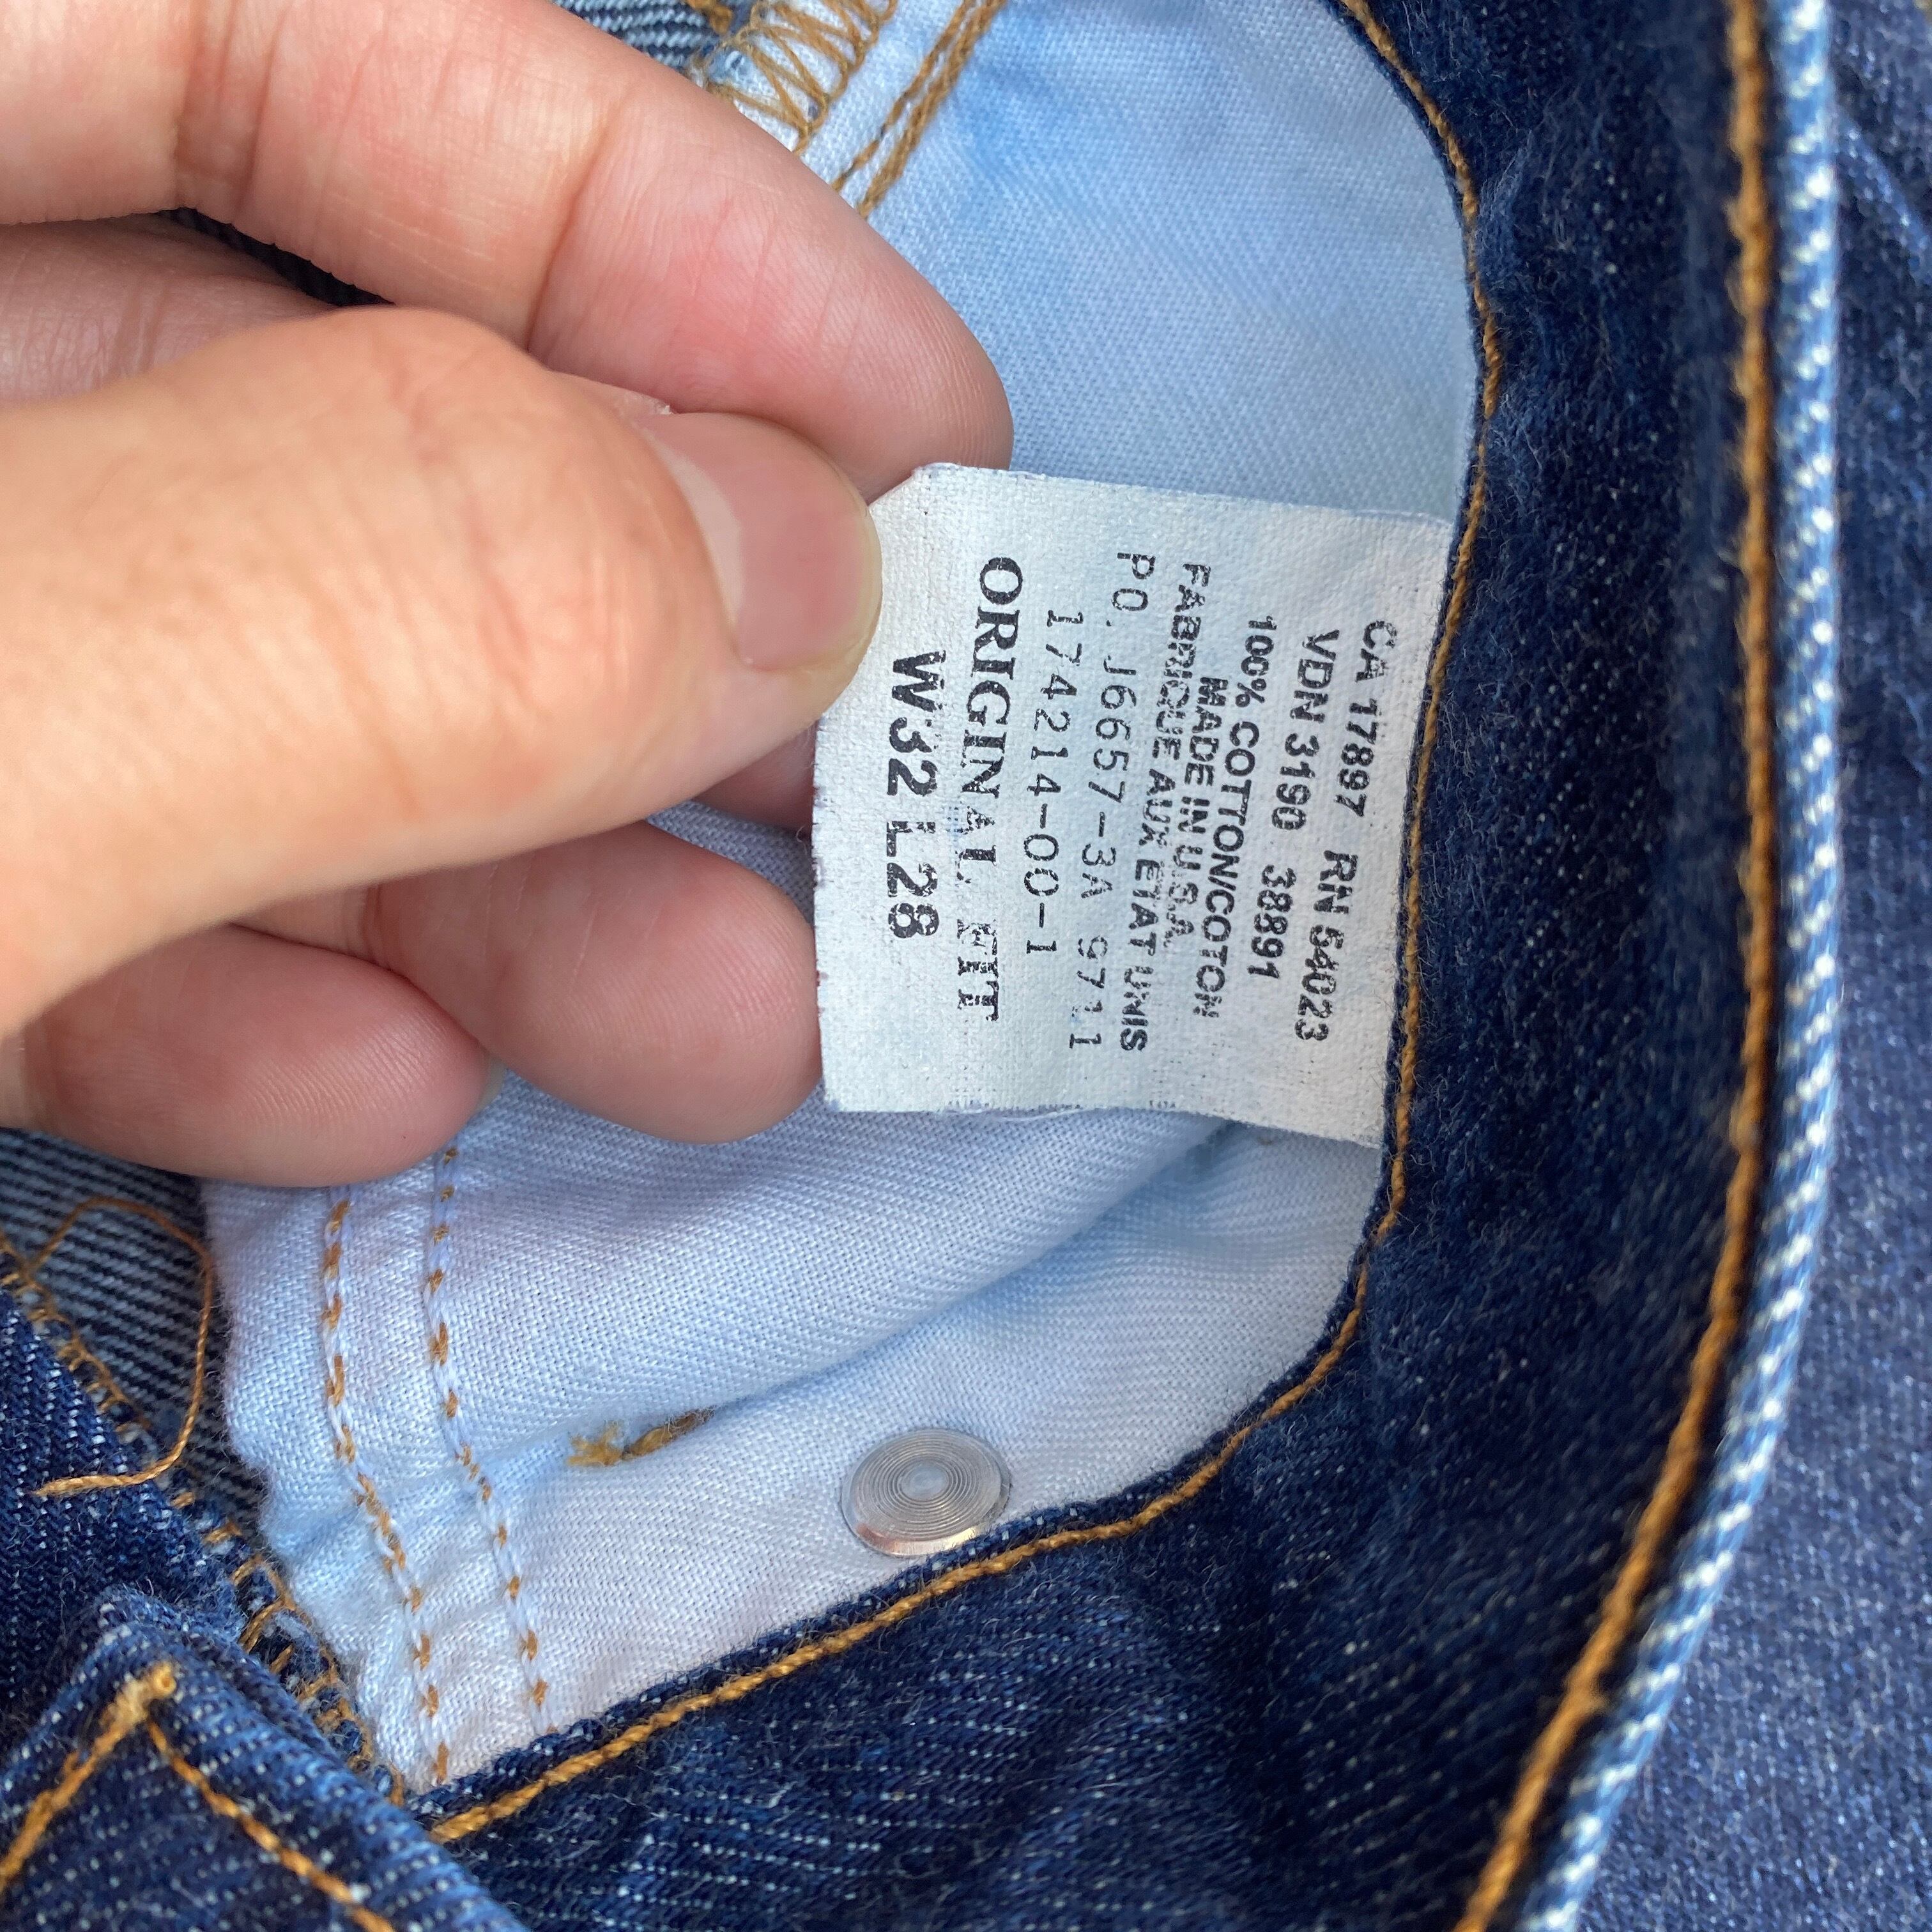 CA 17897 RN 54023
VDN 3190 38891
100% COTTON/COTON
MADE IN U.S.A.
FABRIQUE AUX ETAT UNIS
PO. J6657-3A 9711
174214-00-1
ORIGINAL FIT
W32 L28